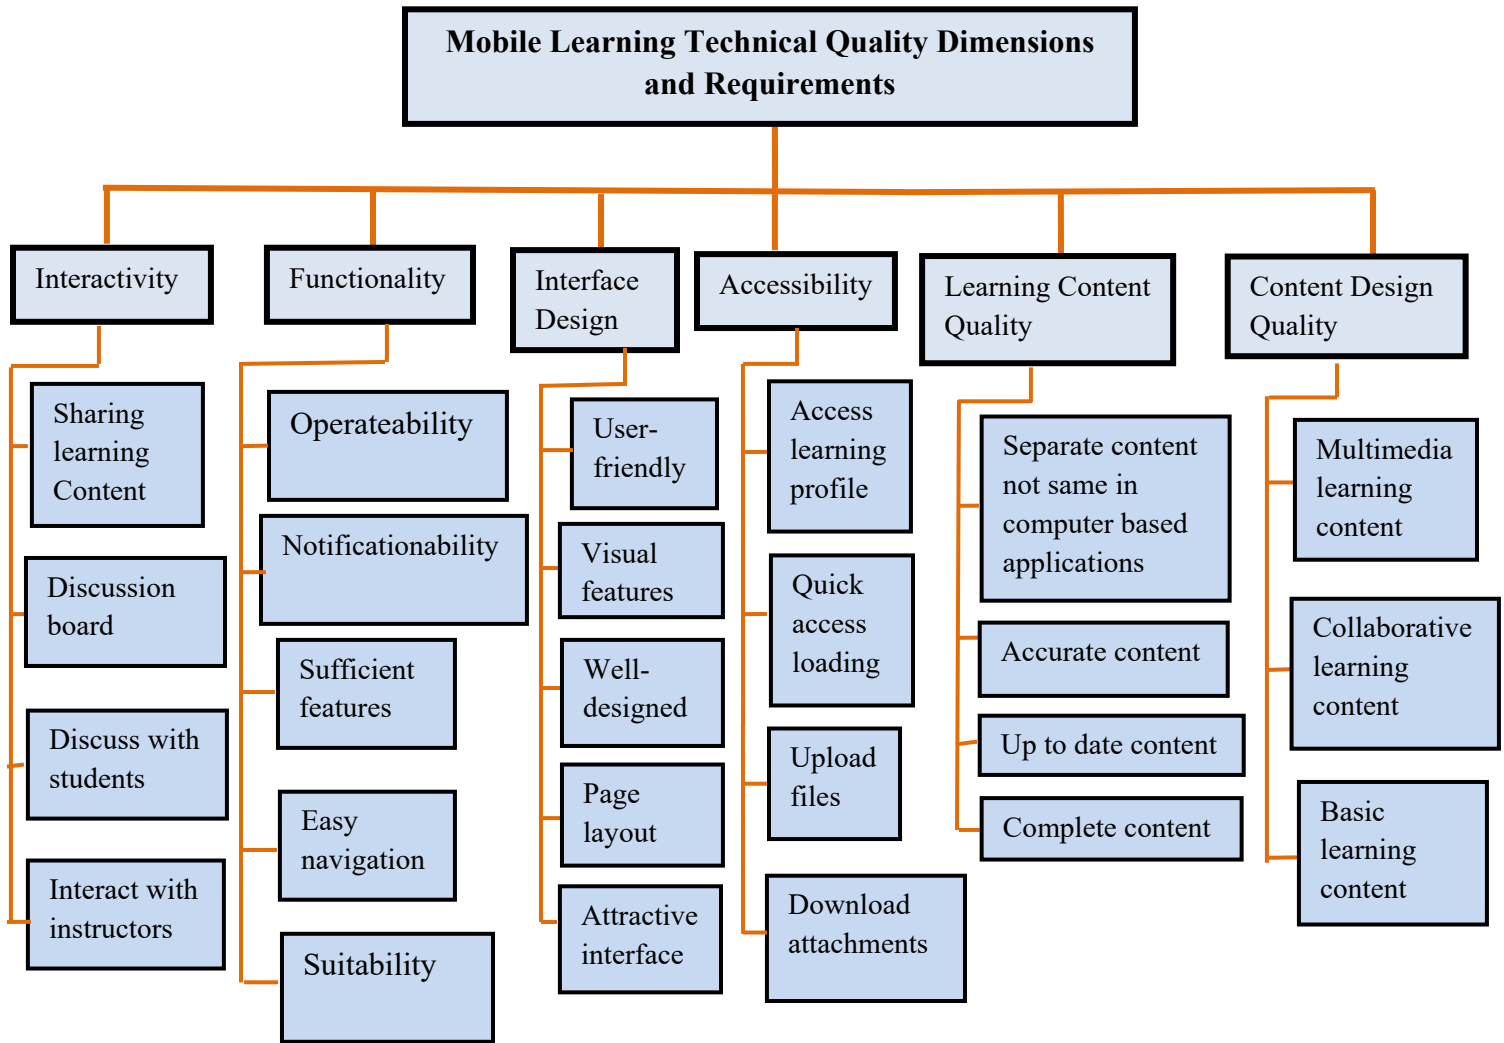 Mobile Learning Technical Quality Dimensions
and Requirements
Interactivity
Sharing
learning
Content
Discussion
board
Discuss with
students
Interact with
instructors
Functionality
Operateability
Notificationability
Sufficient
features
Easy
navigation
Suitability
Interface
Design
User-
friendly
Visual
features
Well-
designed
Page
layout
Attractive
interface
Accessibility
Access
learning
profile
Quick
access
loading
Upload
files
Download
attachments
Learning Content
Quality
Separate content
not same in
computer based
applications
Accurate content
Up to date content
Complete content
Content Design
Quality
Multimedia
learning
content
Collaborative
learning
content
Basic
learning
content